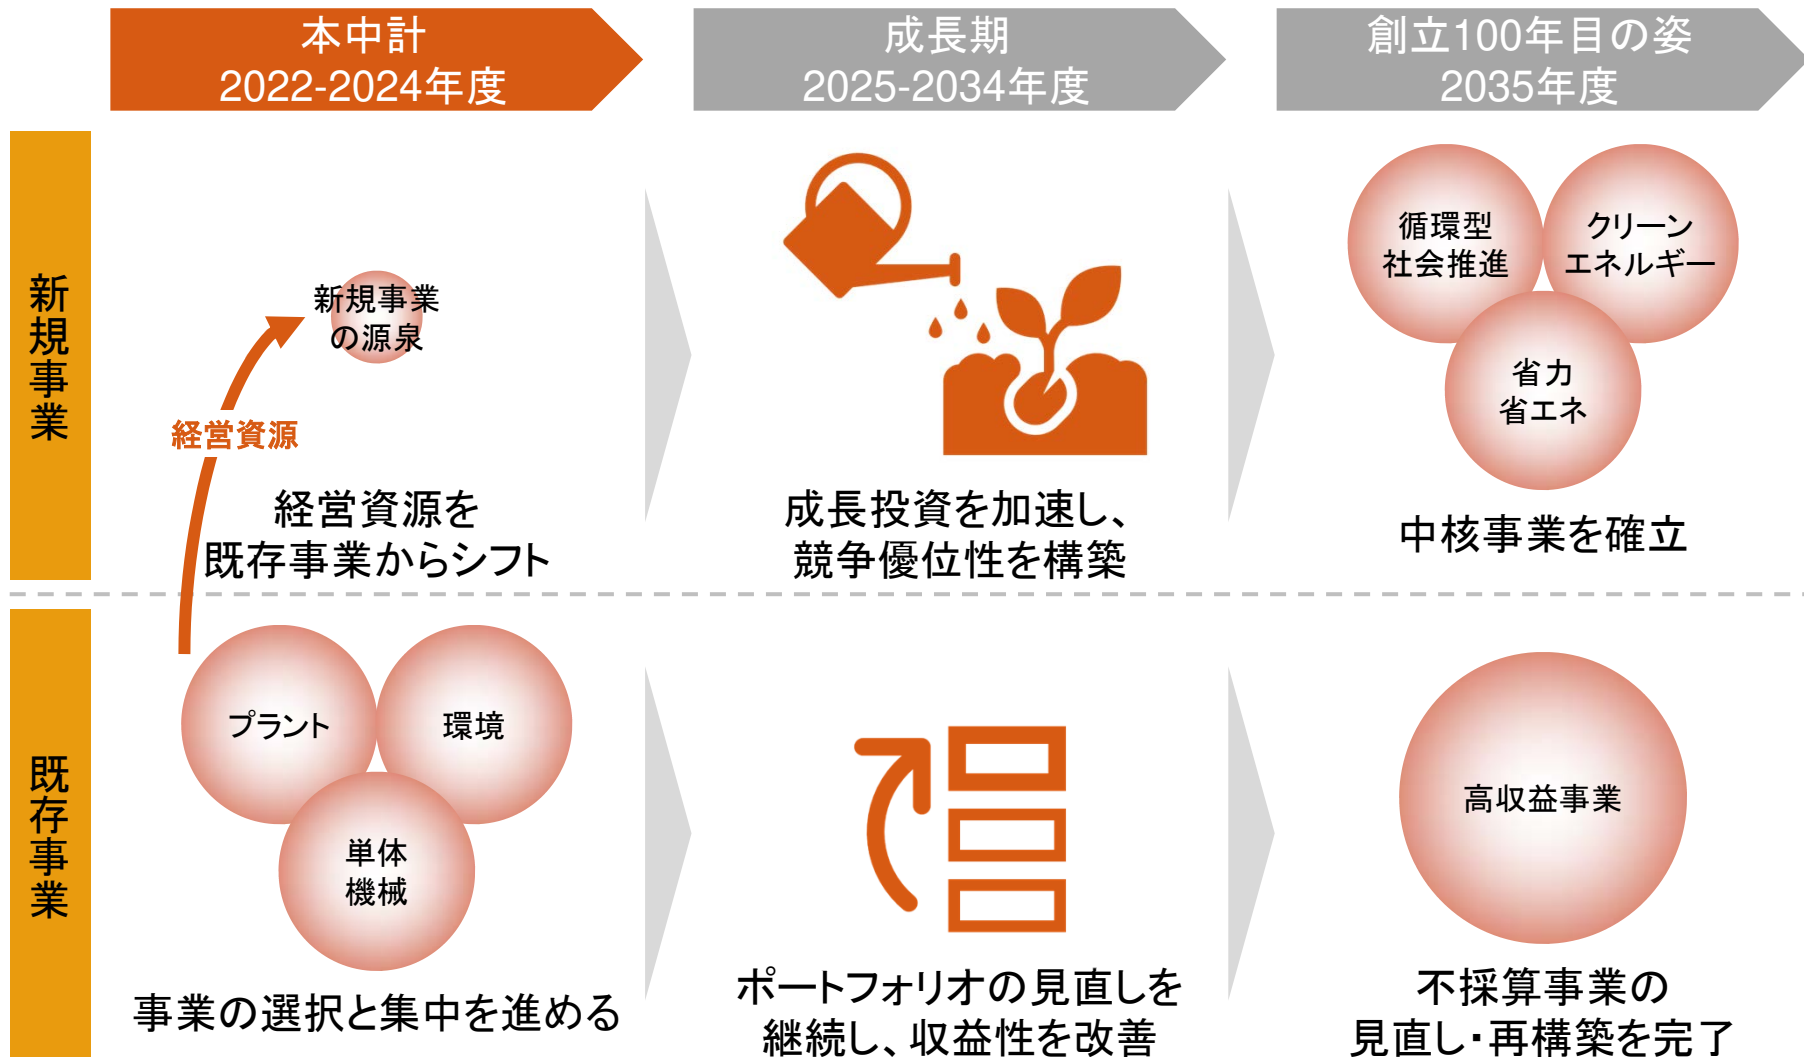 本中計
2022-2024年度
成長期
2025-2034年度
創立100年目の姿
2035年度
新規事業
新規事業
の源泉
経営資源
経営資源を
既存事業からシフト
成長投資を加速し、
競争優位性を構築
循環型
社会推進
クリーン
エネルギー
省力
省エネ
中核事業を確立
既存事業
プラント
環境
単体
機械
事業の選択と集中を進める
ポートフォリオの見直しを
継続し、収益性を改善
高収益事業
不採算事業の
見直し・再構築を完了